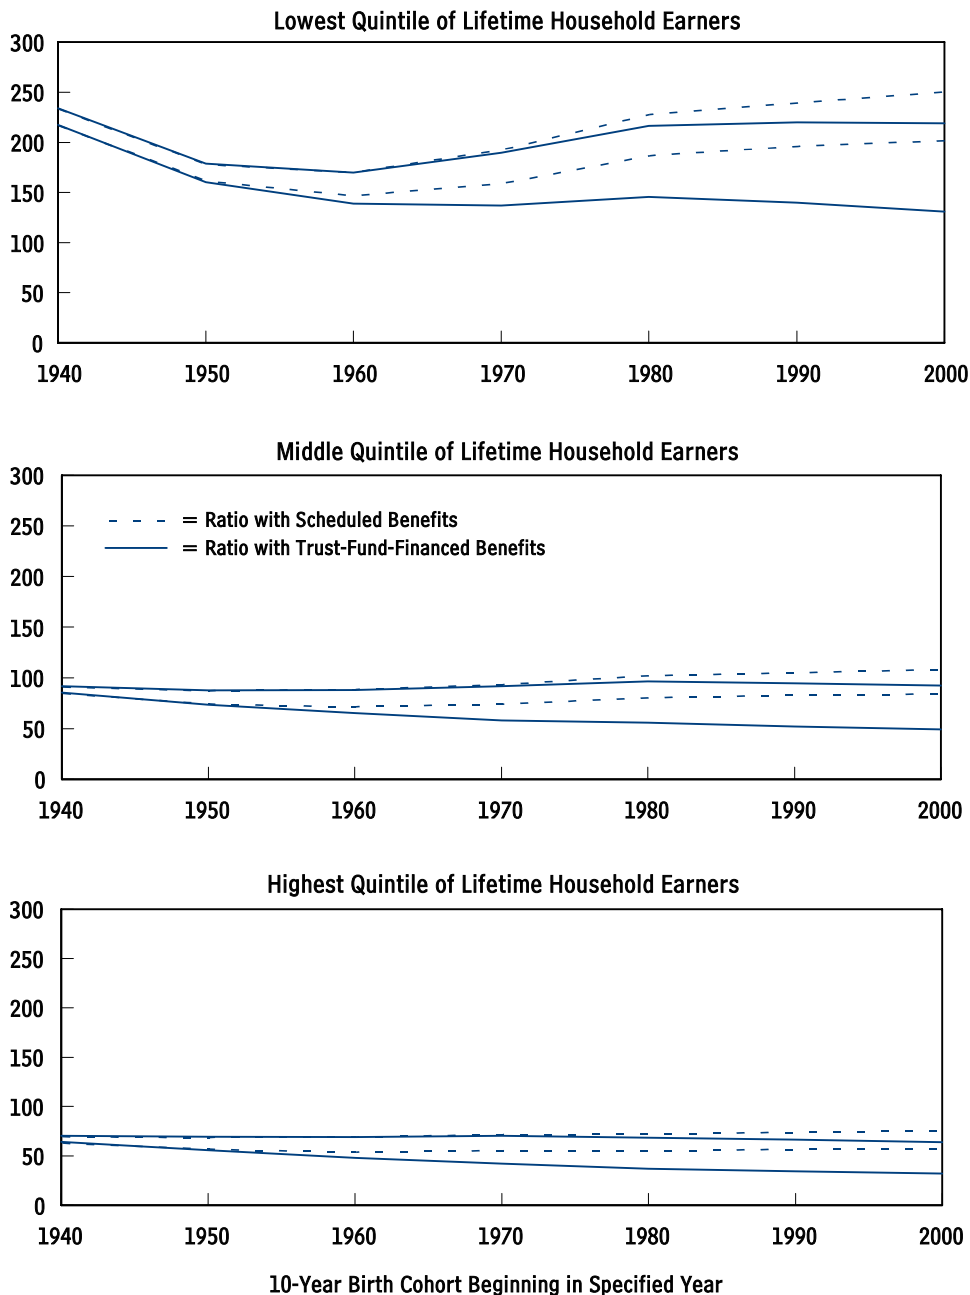 Lowest Quintile of Lifetime Household Earners
300
250
200
150
100
50
0
1940 1950 1960 1970 1980 1990 2000
Middle Quintile of Lifetime Household Earners
300
250
200
150
100
50
0
= Ratio with Scheduled Benefits
= Ratio with Trust-Fund-Financed Benefits
1940 1950 1960 1970 1980 1990 2000
Highest Quintile of Lifetime Household Earners
300
250
200
150
100
50
0
1940 1950 1960 1970 1980 1990 2000
10-Year Birth Cohort Beginning in Specified Year